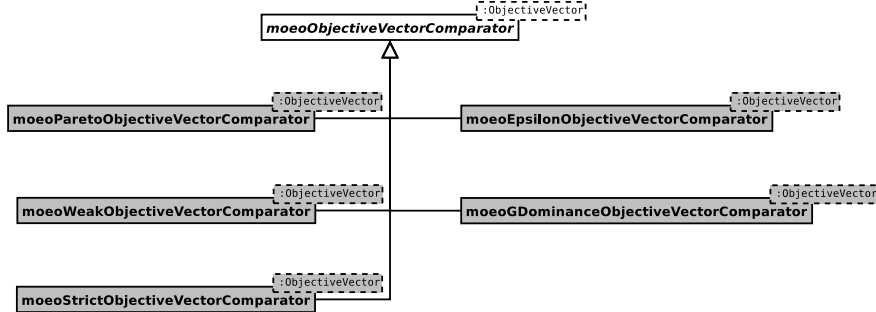 :ObjectiveVector
moeoObjectiveVectorComparator
:ObjectiveVector
moeoParetoObjectiveVectorComparator
:ObjectiveVector
moeoEpsilonObjectiveVectorComparator
:ObjectiveVector
moeoWeakObjectiveVectorComparator
:ObjectiveVector
moeoGDominanceObjectiveVectorComparator
:ObjectiveVector
moeoStrictObjectiveVectorComparator